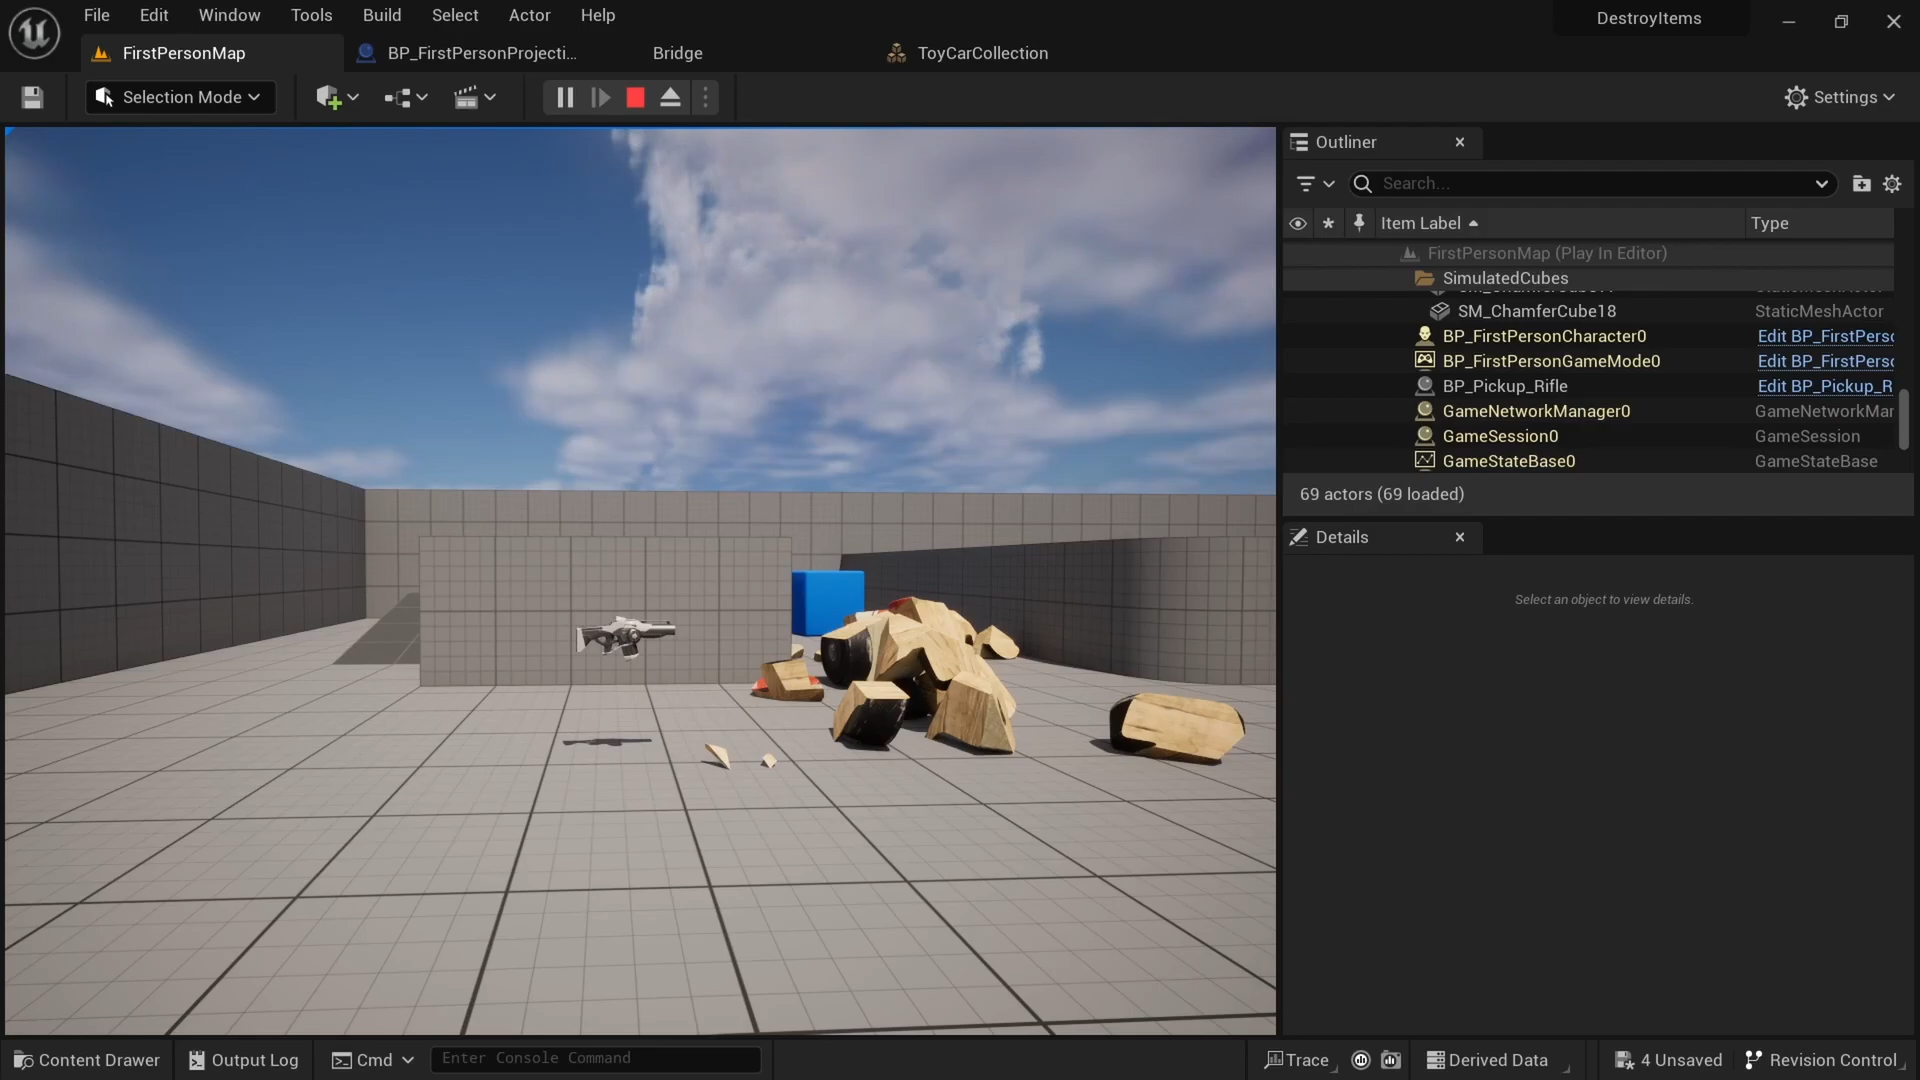 File Edit Window Tools Build Select Actor Help
DestroyItems
FirstPersonMap
BP_FirstPersonProjecti...
Bridge
ToyCarCollection
Selection Mode
Settings
Outliner
Search...
Item Label
Type
FirstPersonMap (Play In Editor)
SimulatedCubes
SM_ChamferCube18 StaticMeshActor
BP_FirstPersonCharacter0 Edit BP_FirstPerso
BP_FirstPersonGameMode0 Edit BP_FirstPerso
BP_Pickup_Rifle Edit BP_Pickup_R
GameNetworkManager0 GameNetworkMar
GameSession0 GameSession
GameStateBase0 GameStateBase
69 actors (69 loaded)
Details
Select an object to view details.
Content Drawer
Output Log
Cmd
Enter Console Command
Trace
Derived Data
4 Unsaved
Revision Control